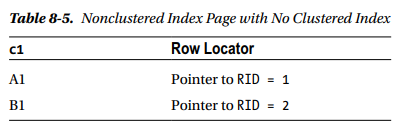 Table 8-5. Nonclustered Index Page with No Clustered Index
c1 Row Locator
A1 Pointer to RID = 1
B1 Pointer to RID = 2